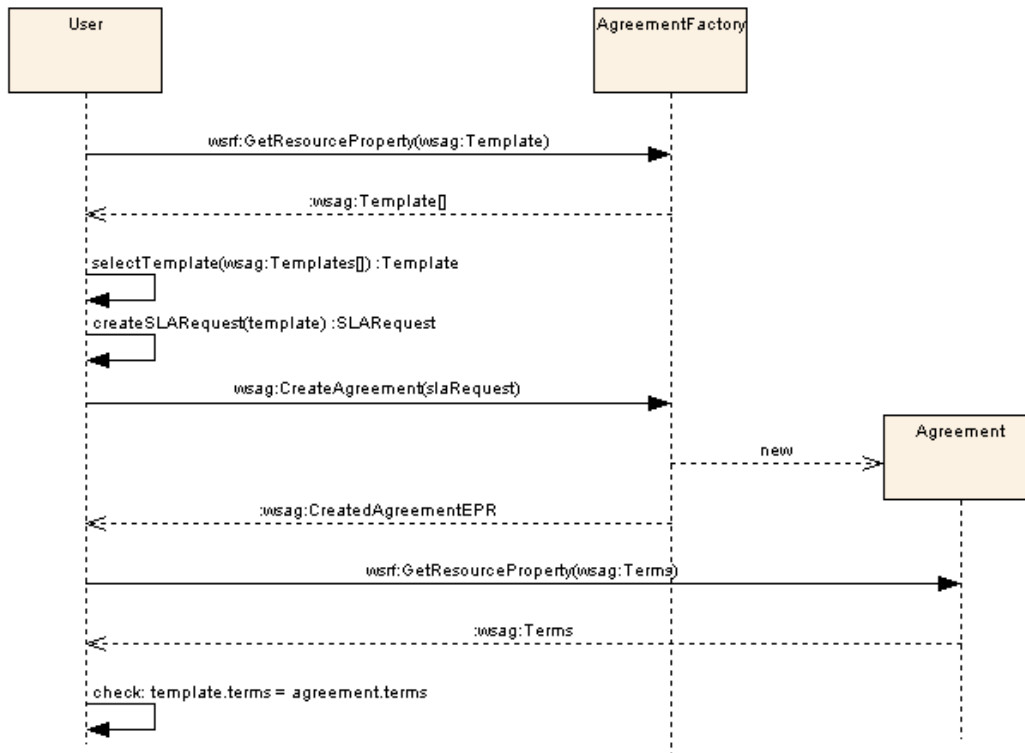 User
AgreementFactory
wsrf:GetResourceProperty(wsag:Template)
:wsag:Template[]
selectTemplate(wsag:Templates[]) :Template
createSLARequest(template) :SLARequest
wsag:CreateAgreement(slaRequest)
Agreement
new
:wsag:CreatedAgreementEPR
wsrf:GetResourceProperty(wsag:Terms)
:wsag:Terms
check: template.terms = agreement.terms